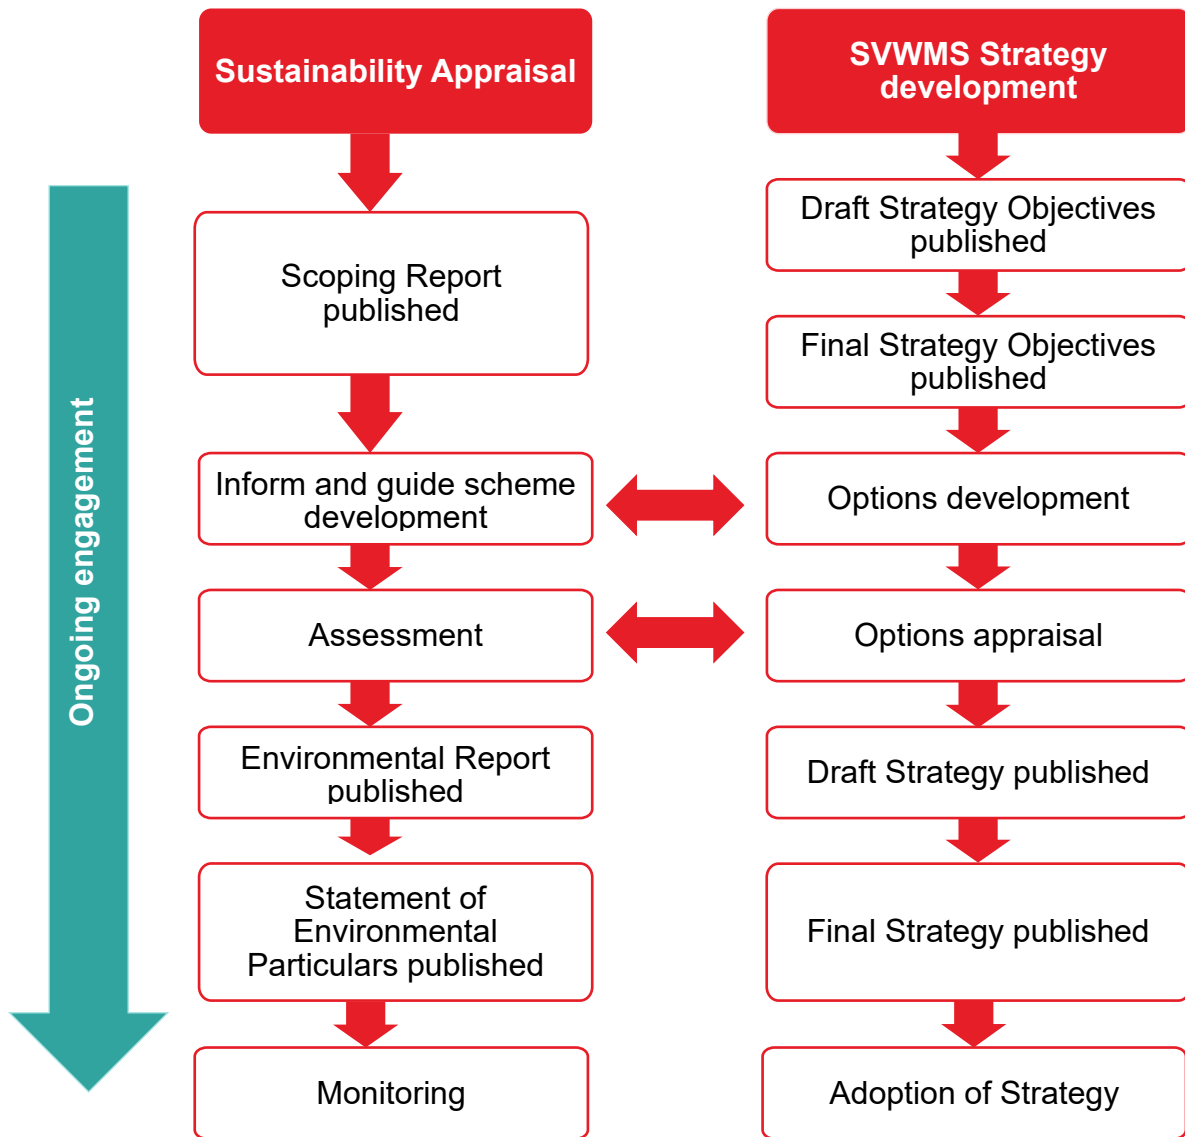 Sustainability Appraisal
Scoping Report
published
Inform and guide scheme
development
Assessment
Environmental Report
published
Statement of
Environmental
Particulars published
Monitoring
SVWMS Strategy
development
Draft Strategy Objectives
published
Final Strategy Objectives
published
Options development
Options appraisal
Draft Strategy published
Final Strategy published
Adoption of Strategy
Ongoing engagement